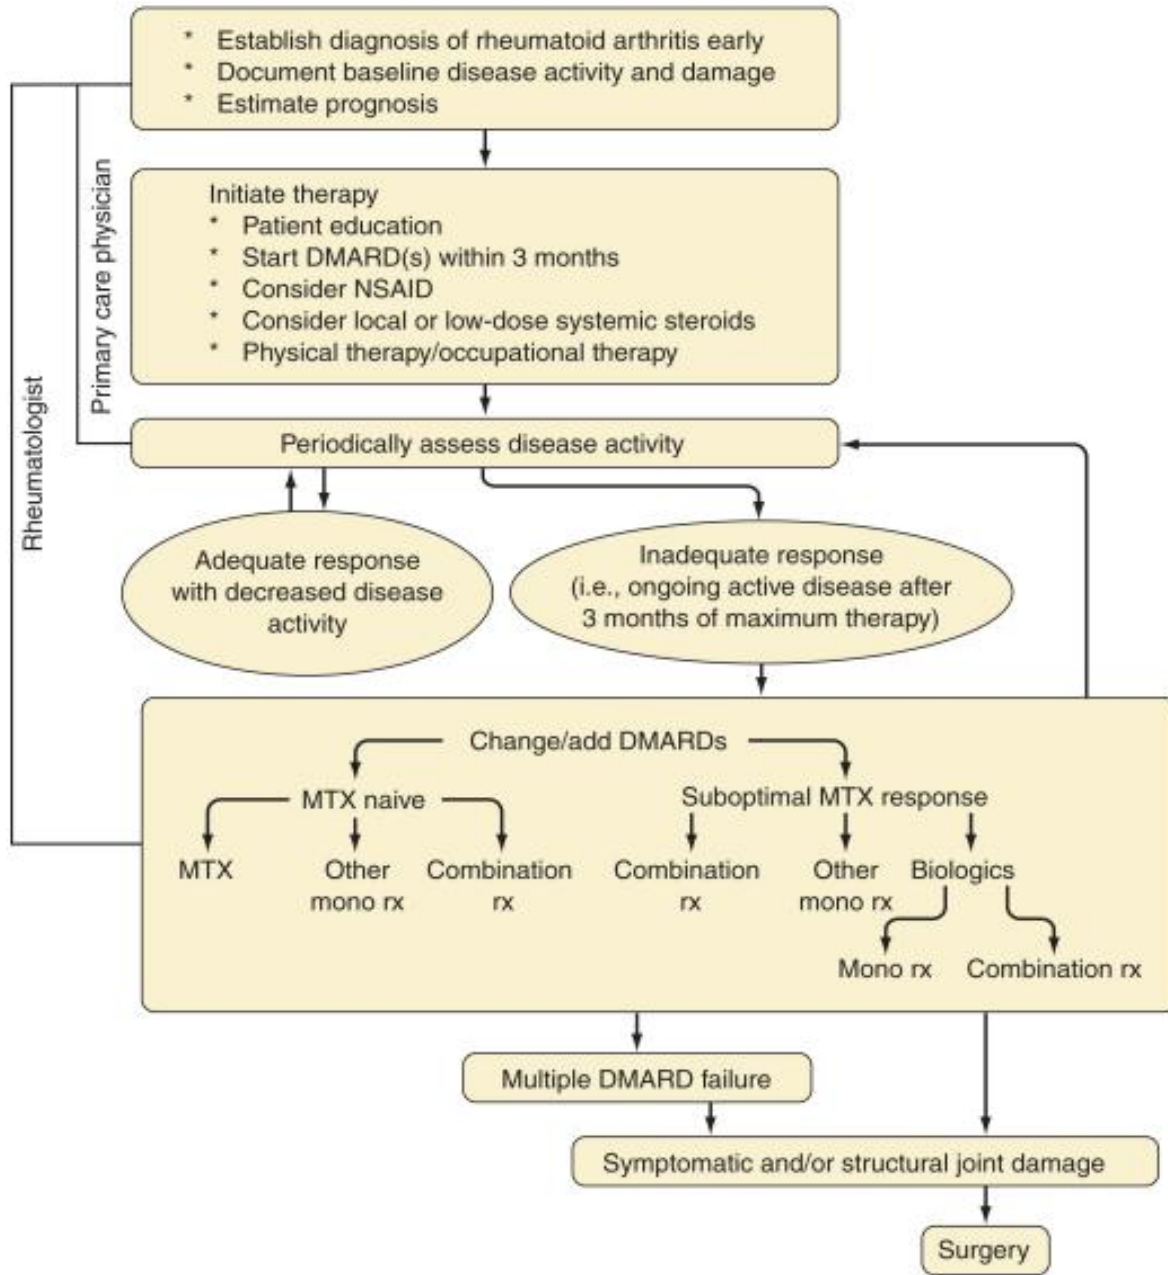 * Establish diagnosis of rheumatoid arthritis early
* Document baseline disease activity and damage
* Estimate prognosis
Rheumatologist
Primary care physician
Initiate therapy
* Patient education
* Start DMARD(s) within 3 months
* Consider NSAID
* Consider local or low-dose systemic steroids
* Physical therapy/occupational therapy
Periodically assess disease activity
Adequate response
with decreased disease
activity
Inadequate response
(i.e., ongoing active disease after
3 months of maximum therapy)
Change/add DMARDs
MTX naive
Suboptimal MTX response
MTX
Other
mono rx
Combination
rx
Combination
rx
Other
mono rx
Biologics
Mono rx
Combination rx
Multiple DMARD failure
Symptomatic and/or structural joint damage
Surgery